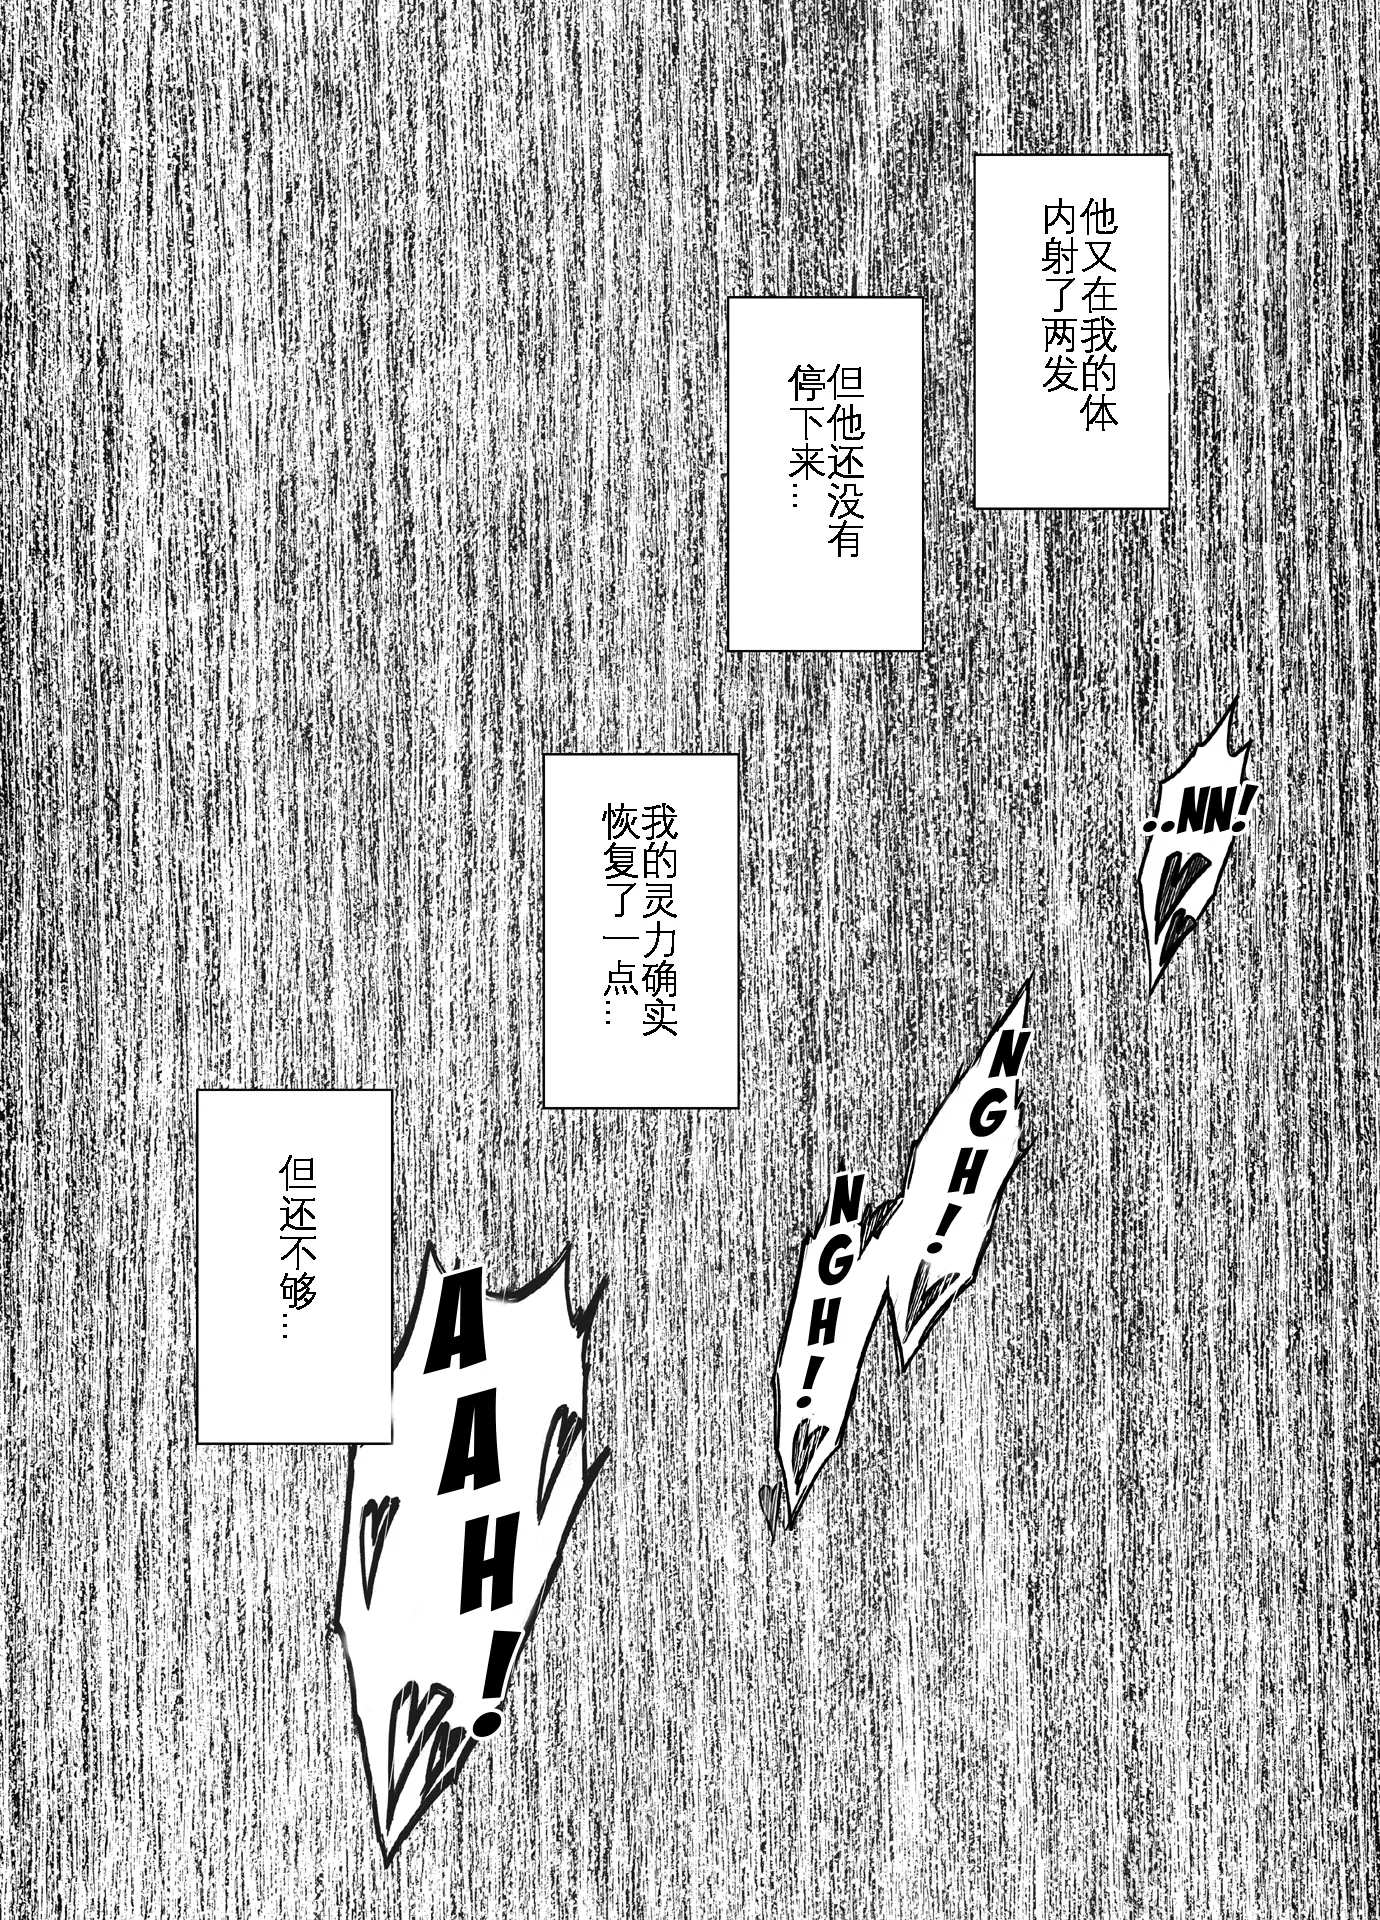 他又在我的体
内射了两发
但他还没有
停下来…
..NN!
我的灵力确实
恢复了一点…
NGH!
NGH!
但还不够…
AAH!